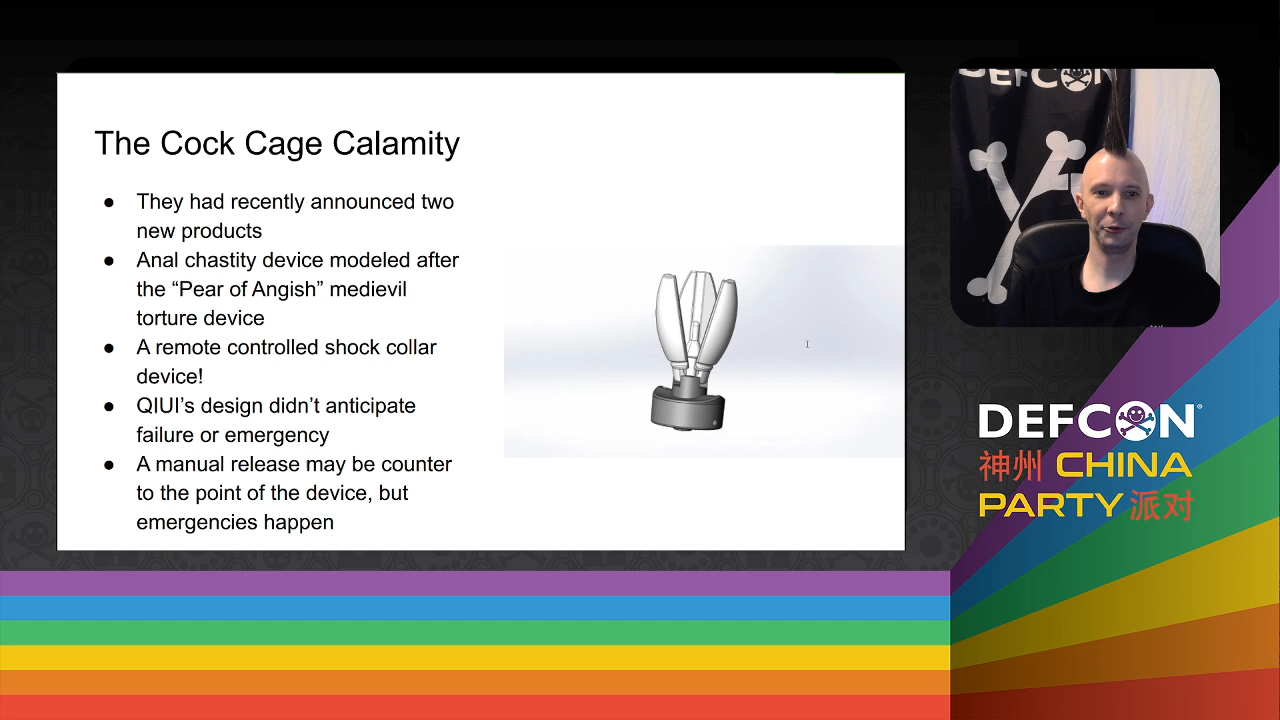 The Cock Cage Calamity
● They had recently announced two
new products
● Anal chastity device modeled after
the “Pear of Angish” medievil
torture device
● A remote controlled shock collar
device!
● QIUI’s design didn’t anticipate
failure or emergency
● A manual release may be counter
to the point of the device, but
emergencies happen
DEFCON
DEFCON®
神州 CHINA
PARTY 派对